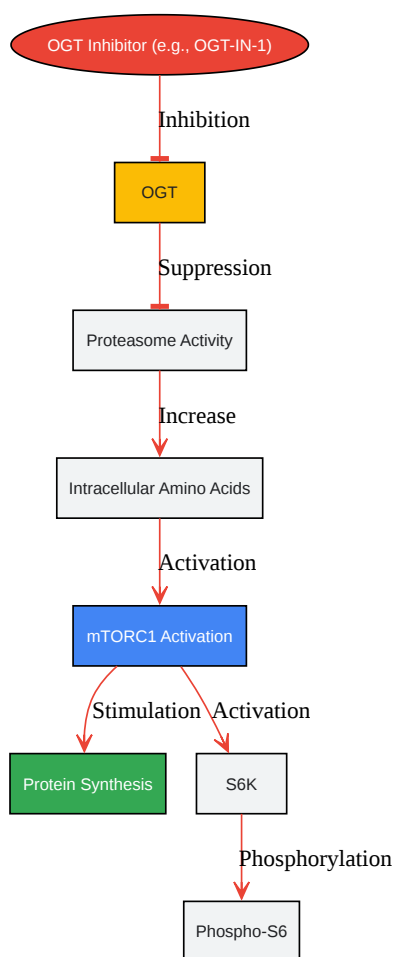 OGT Inhibitor (e.g., OGT-IN-1)
Inhibition
OGT
Suppression
Proteasome Activity
Increase
Intracellular Amino Acids
Activation
mTORC1 Activation
Stimulation
Activation
Protein Synthesis
S6K
Phosphorylation
Phospho-S6